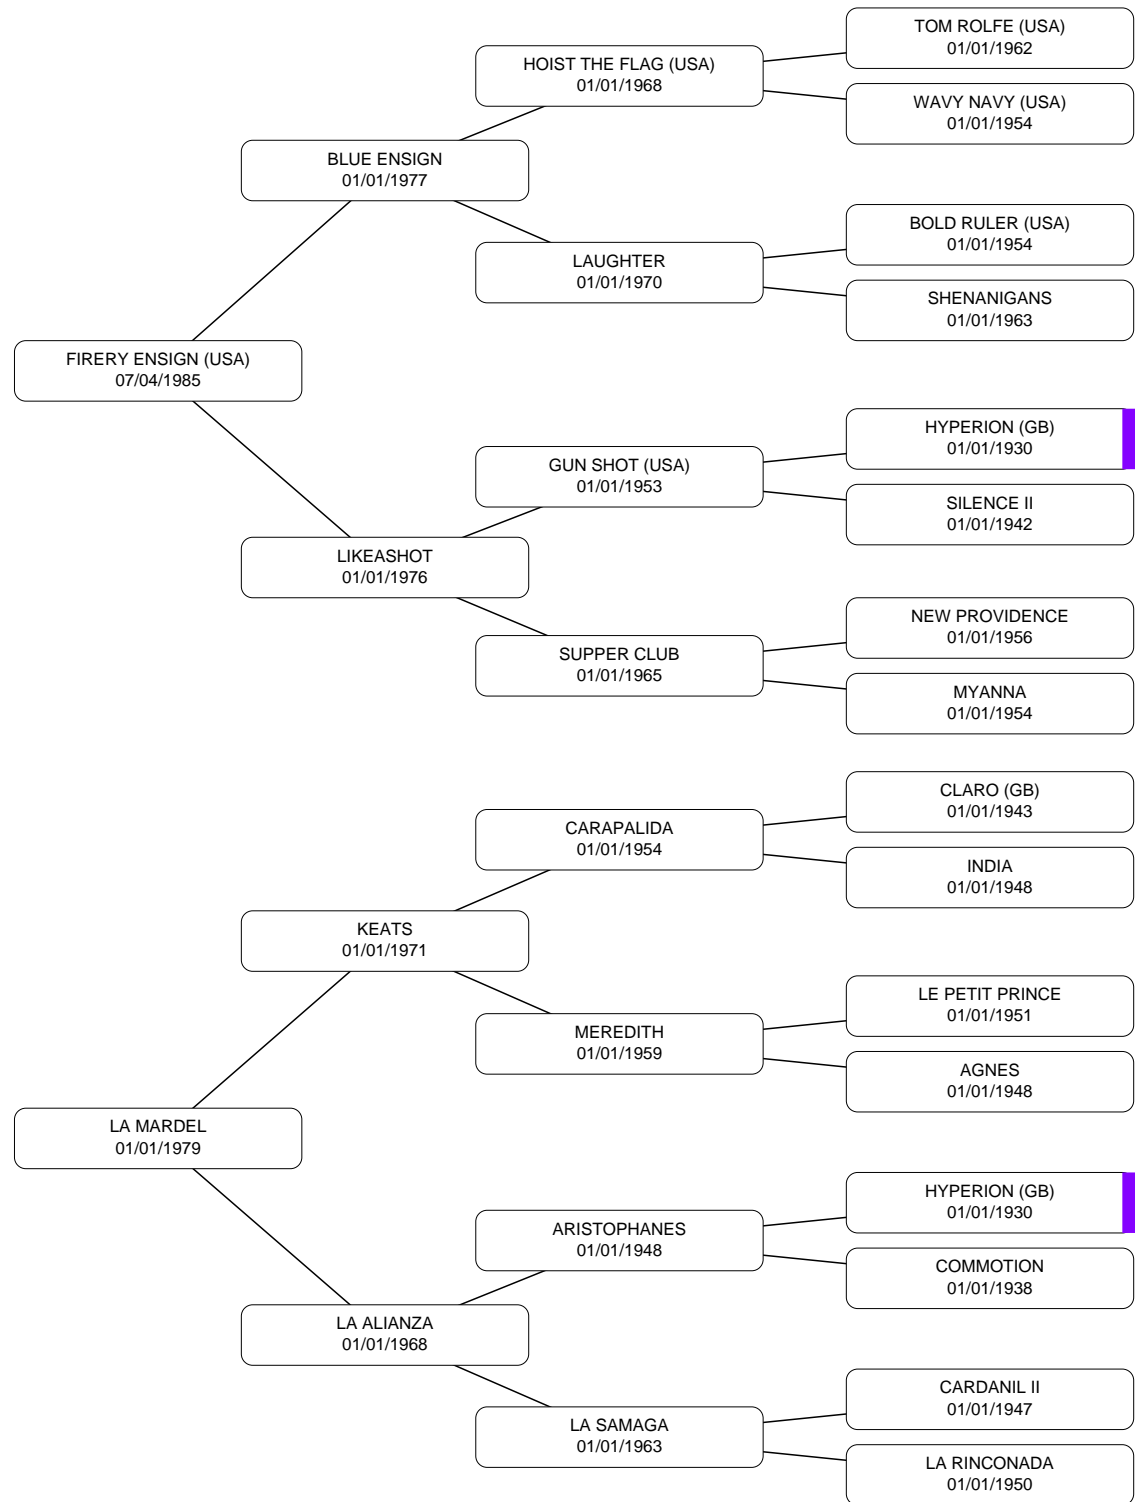 TOM ROLFE (USA)
01/01/1962
HOIST THE FLAG (USA)
01/01/1968
WAVY NAVY (USA)
01/01/1954
BLUE ENSIGN
01/01/1977
BOLD RULER (USA)
01/01/1954
LAUGHTER
01/01/1970
SHENANIGANS
01/01/1963
FIRERY ENSIGN (USA)
07/04/1985
HYPERION (GB)
01/01/1930
GUN SHOT (USA)
01/01/1953
SILENCE II
01/01/1942
LIKEASHOT
01/01/1976
NEW PROVIDENCE
01/01/1956
SUPPER CLUB
01/01/1965
MYANNA
01/01/1954
CLARO (GB)
01/01/1943
CARAPALIDA
01/01/1954
INDIA
01/01/1948
KEATS
01/01/1971
LE PETIT PRINCE
01/01/1951
MEREDITH
01/01/1959
AGNES
01/01/1948
LA MARDEL
01/01/1979
HYPERION (GB)
01/01/1930
ARISTOPHANES
01/01/1948
COMMOTION
01/01/1938
LA ALIANZA
01/01/1968
CARDANIL II
01/01/1947
LA SAMAGA
01/01/1963
LA RINCONADA
01/01/1950